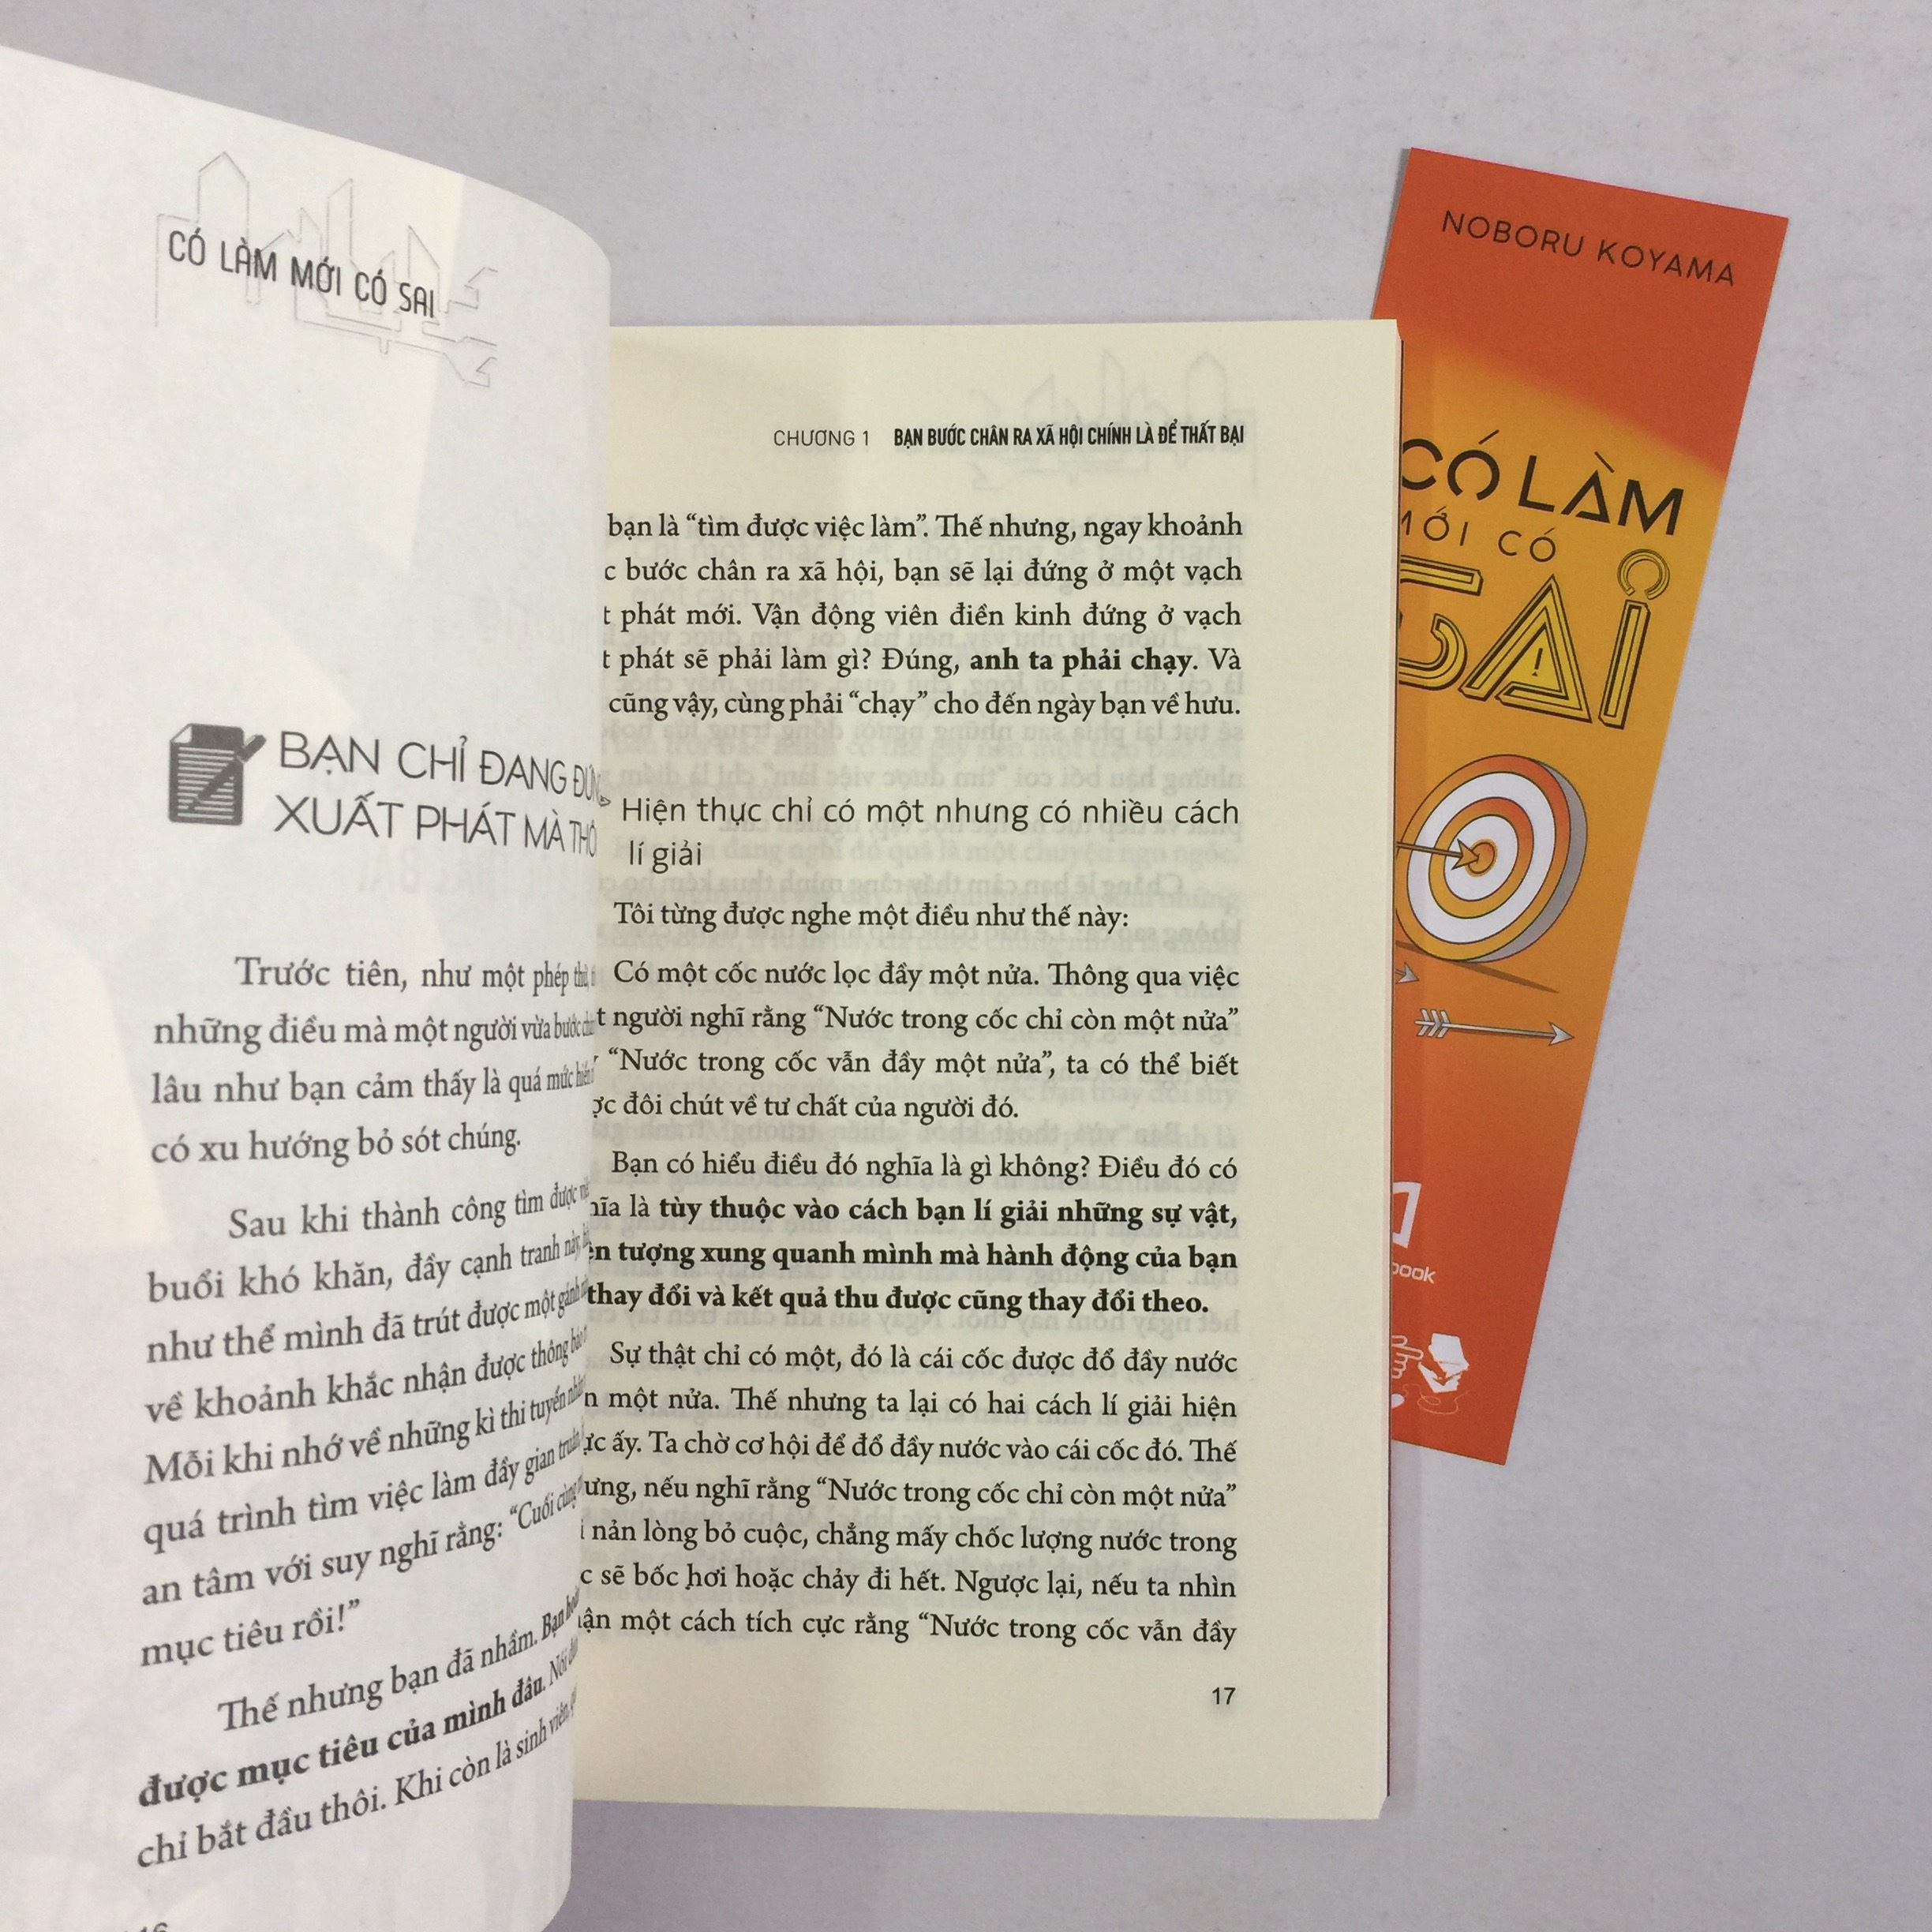 CÓ LÀM MỚI CÓ SAI
BẠN CHỈ ĐANG
XUẤT PHÁT MÀ
Trước tiên, như một phép
những điều mà một người vừa bước
lâu như bạn cảm thấy là quá mức
có xu hướng bỏ sót chúng.
Sau khi thành công tìm được
buổi khó khăn, đầy cạnh tranh này,
như thể mình đã trút được một gánh
về khoảnh khắc nhận được thông báo
Mỗi khi nhớ về những kì thi tuyển
quá trình tìm việc làm đầy gian
an tâm với suy nghĩ rằng: “Cuối cùng
mục tiêu rồi!”
Thế nhưng bạn đã nhầm. Bạn
được mục tiêu của mình đâu. Nói
chỉ bắt đầu thôi. Khi còn là sinh viên,
16
CHƯƠNG 1 BẠN BƯỚC CHÂN RA XÃ HỘI CHÍNH LÀ ĐỂ THẤT BẠI
bạn là “tìm được việc làm”. Thế nhưng, ngay khoảnh
bước chân ra xã hội, bạn sẽ lại đứng ở một vạch
phát mới. Vận động viên điền kinh đứng ở vạch
phát sẽ phải làm gì? Đúng, anh ta phải chạy. Và
cũng vậy, cùng phải “chạy” cho đến ngày bạn về hưu.
Hiện thực chỉ có một nhưng có nhiều cách
lí giải
Tôi từng được nghe một điều như thế này:
Có một cốc nước lọc đầy một nửa. Thông qua việc
người nghĩ rằng “Nước trong cốc chỉ còn một nửa”
“Nước trong cốc vẫn đầy một nửa”, ta có thể biết
đôi chút về tư chất của người đó.
Bạn có hiểu điều đó nghĩa là gì không? Điều đó có
là tùy thuộc vào cách bạn lí giải những sự vật,
tượng xung quanh mình mà hành động của bạn
thay đổi và kết quả thu được cũng thay đổi theo.
Sự thật chỉ có một, đó là cái cốc được đổ đầy nước
một nửa. Thế nhưng ta lại có hai cách lí giải hiện
ấy. Ta chờ cơ hội để đổ đầy nước vào cái cốc đó. Thế
nếu nghĩ rằng “Nước trong cốc chỉ còn một nửa”
nản lòng bỏ cuộc, chẳng mấy chốc lượng nước trong
sẽ bốc hơi hoặc chảy đi hết. Ngược lại, nếu ta nhìn
một cách tích cực rằng “Nước trong cốc vẫn đầy
17
NOBORU KOYAMA
CÓ LÀM
MỚI CÓ
SAI
book